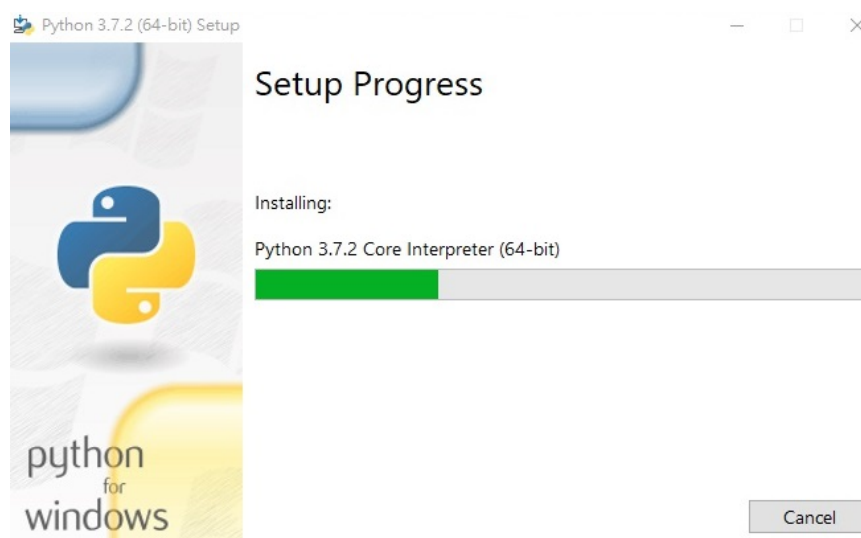 Python 3.7.2 (64-bit) Setup
Setup Progress
Installing:
Python 3.7.2 Core Interpreter (64-bit)
python
for
windows
Cancel